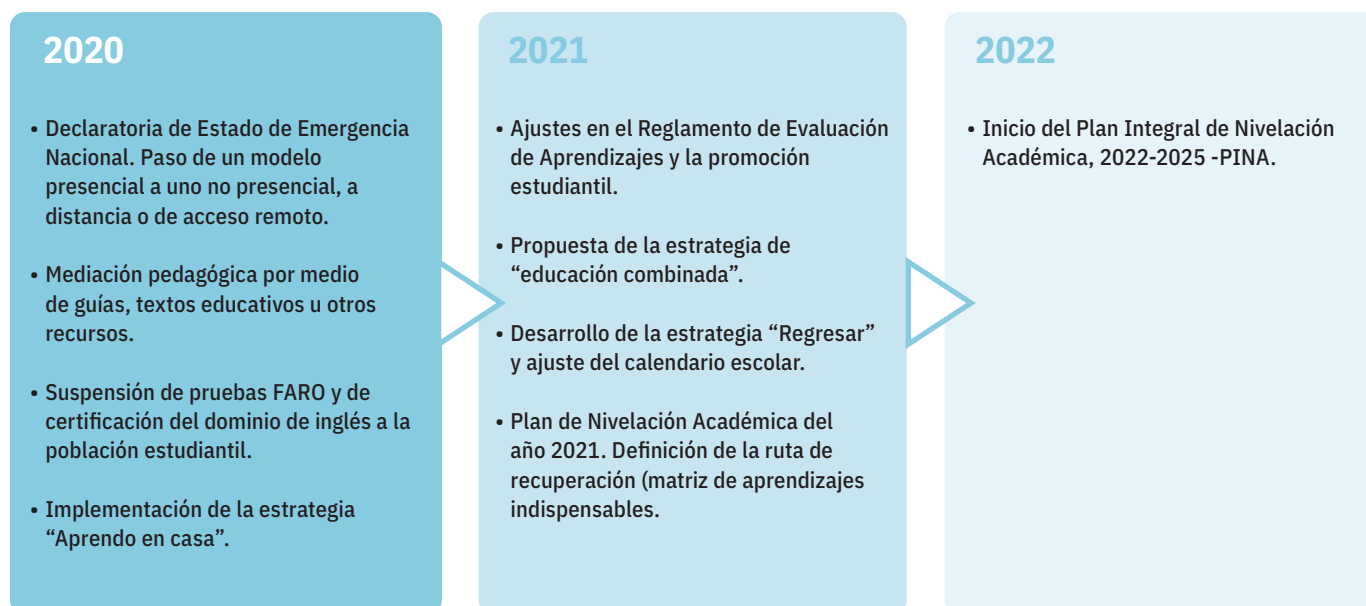 2020
• Declaratoria de Estado de Emergencia
Nacional. Paso de un modelo
presencial a uno no presencial, a
distancia o de acceso remoto.
• Mediación pedagógica por medio
de guías, textos educativos u otros
recursos.
• Suspensión de pruebas FARO y de
certificación del dominio de inglés a la
población estudiantil.
• Implementación de la estrategia
“Aprendo en casa”.
2021
• Ajustes en el Reglamento de Evaluación
de Aprendizajes y la promoción
estudiantil.
• Propuesta de la estrategia de
“educación combinada”.
• Desarrollo de la estrategia “Regresar”
y ajuste del calendario escolar.
• Plan de Nivelación Académica del
año 2021. Definición de la ruta de
recuperación (matriz de aprendizajes
indispensables.
2022
• Inicio del Plan Integral de Nivelación
Académica, 2022-2025 -PINA.